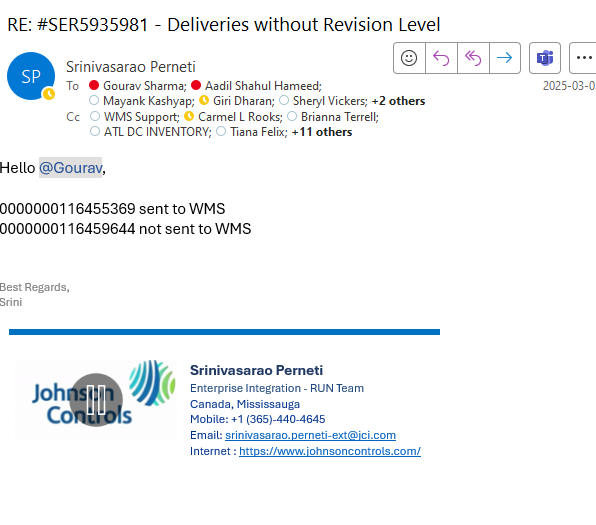 RE: #SER5935981 - Deliveries without Revision Level
SP
Srinivasarao Perneti
To Gourav Sharma; Aadil Shahul Hameed;
Mayank Kashyap; Giri Dharan; Sheryl Vickers; +2 others
2025-03-0
Cc WMS Support; Carmel L Rooks; Brianna Terrell;
ATL DC INVENTORY; Tiana Felix; +11 others
Hello @Gourav,
0000000116455369 sent to WMS
0000000116459644 not sent to WMS
Best Regards,
Srini
Johnson Controls
Srinivasarao Perneti
Enterprise Integration - RUN Team
Canada, Mississauga
Mobile: +1 (365)-440-4645
Email: srinivasarao.perneti-ext@jci.com
Internet : https://www.johnsoncontrols.com/